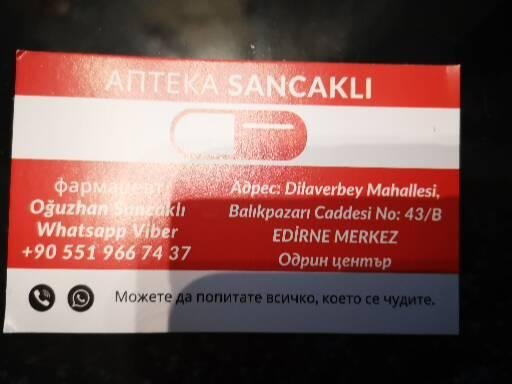 АПТЕКА SANCAKLI
фармацевт
Oğuzhan Sancaklı
Whatsapp Viber
+90 551 966 74 37
Адрес: Dilaverbey Mahallesi,
Balıkpazarı Caddesi No: 43/B
EDİRNE MERKEZ
Одрин център
Можете да попитате всичко, което се чудите.